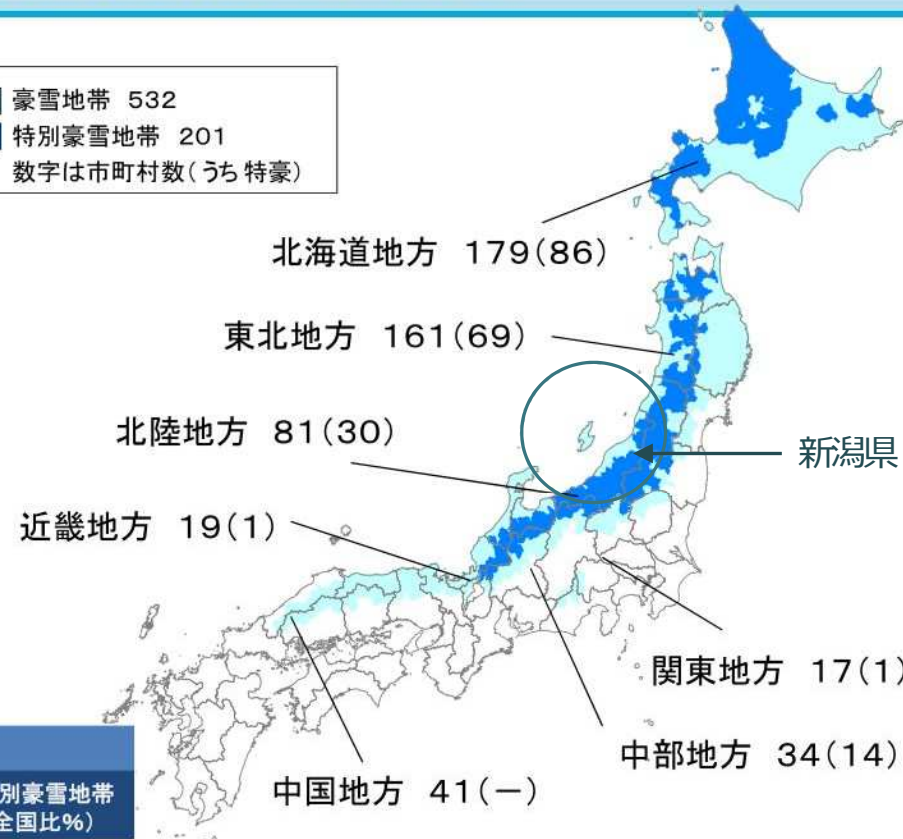 豪雪地帯 532
特別豪雪地帯 201
数字は市町村数(うち特豪)
北海道地方 179(86)
東北地方 161(69)
北陸地方 81(30)
新潟県
近畿地方 19(1)
関東地方 17(1)
中部地方 34(14)
中国地方 41(-)
別豪雪地帯
全国比%)